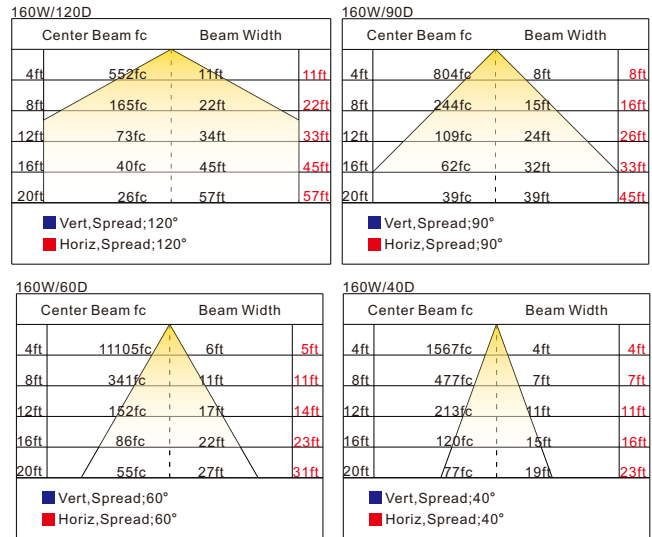 160W/120D
Center Beam fc Beam Width
4ft 552fc 11ft 11ft
8ft 165fc 22ft 22ft
12ft 73fc 34ft 33ft
16ft 40fc 45ft 45ft
20ft 26fc 57ft 57ft
Vert,Spread;120°
Horiz,Spread;120°
160W/90D
Center Beam fc Beam Width
4ft 804fc 8ft 8ft
8ft 244fc 15ft 16ft
12ft 109fc 24ft 26ft
16ft 62fc 32ft 33ft
20ft 39fc 39ft 45ft
Vert,Spread;90°
Horiz,Spread;90°
160W/60D
Center Beam fc Beam Width
4ft 11105fc 6ft 5ft
8ft 341fc 11ft 11ft
12ft 152fc 17ft 14ft
16ft 86fc 22ft 23ft
20ft 55fc 27ft 31ft
Vert,Spread;60°
Horiz,Spread;60°
160W/40D
Center Beam fc Beam Width
4ft 1567fc 4ft 4ft
8ft 477fc 7ft 7ft
12ft 213fc 11ft 11ft
16ft 120fc 15ft 16ft
20ft 77fc 19ft 23ft
Vert,Spread;40°
Horiz,Spread;40°